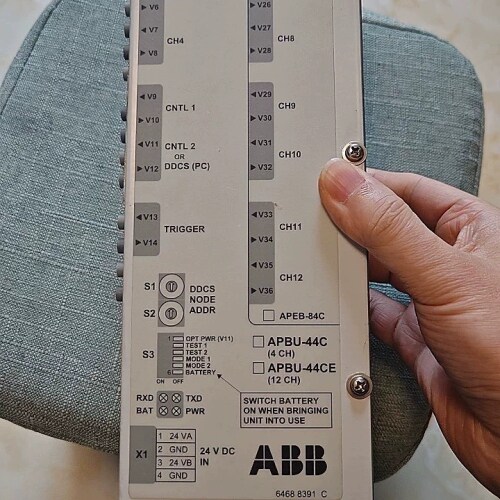 V6
V26
V7
CH4
V27
CH8
V8
V28
V9
CNTL 1
V29
CH9
V10
V30
V11
CNTL 2
OR
DDCS (PC)
V31
CH10
V12
V32
V13
TRIGGER
V33
CH11
V14
V34
V35
CH12
V36
S1
S2
DDCS
NODE
ADDR
APEB-84C
S3
1 OPT PWR (V11)
TEST 1
TEST 2
MODE 1
MODE 2
6 BATTERY
ON OFF
APBU-44C
(4 CH)
APBU-44CE
(12 CH)
RXD TXD
BAT PWR
SWITCH BATTERY
ON WHEN BRINGING
UNIT INTO USE
X1
1 24 VA
2 GND
3 24 VB
4 GND
24 V DC
IN
ABB
6468 8391 C